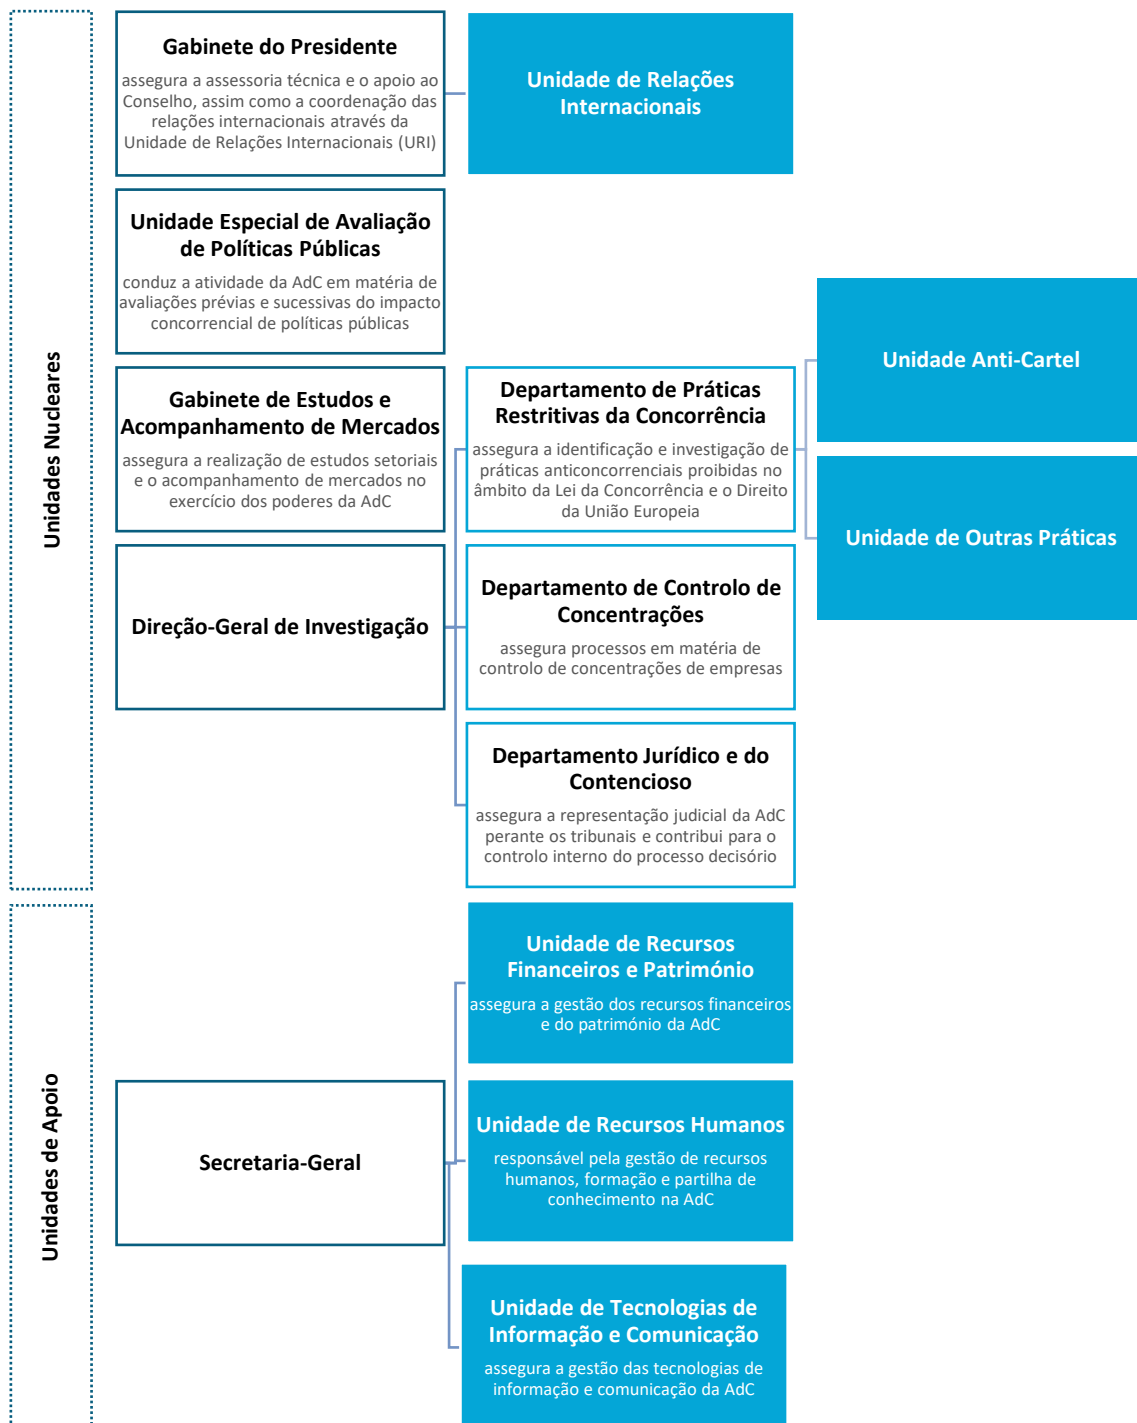 Unidades Nucleares
Gabinete do Presidente
assegura a assessoria técnica e o apoio ao
Conselho, assim como a coordenação das
relações internacionais através da
Unidade de Relações Internacionais (URI)
Unidade de Relações
Internacionais
Unidade Especial de Avaliação
de Políticas Públicas
conduz a atividade da AdC em matéria de
avaliações prévias e sucessivas do impacto
concorrencial de políticas públicas
Gabinete de Estudos e
Acompanhamento de Mercados
assegura a realização de estudos setoriais
e o acompanhamento de mercados no
exercício dos poderes da AdC
Direção-Geral de Investigação
Departamento de Práticas
Restritivas da Concorrência
assegura a identificação e investigação de
práticas anticoncorrenciais proibidas no
âmbito da Lei da Concorrência e o Direito
da União Europeia
Unidade Anti-Cartel
Unidade de Outras Práticas
Departamento de Controlo de
Concentrações
assegura processos em matéria de
controlo de concentrações de empresas
Departamento Jurídico e do
Contencioso
assegura a representação judicial da AdC
perante os tribunais e contribui para o
controlo interno do processo decisório
Unidades de Apoio
Secretaria-Geral
Unidade de Recursos
Financeiros e Património
assegura a gestão dos recursos financeiros
e do património da AdC
Unidade de Recursos Humanos
responsável pela gestão de recursos
humanos, formação e partilha de
conhecimento na AdC
Unidade de Tecnologias de
Informação e Comunicação
assegura a gestão das tecnologias de
informação e comunicação da AdC